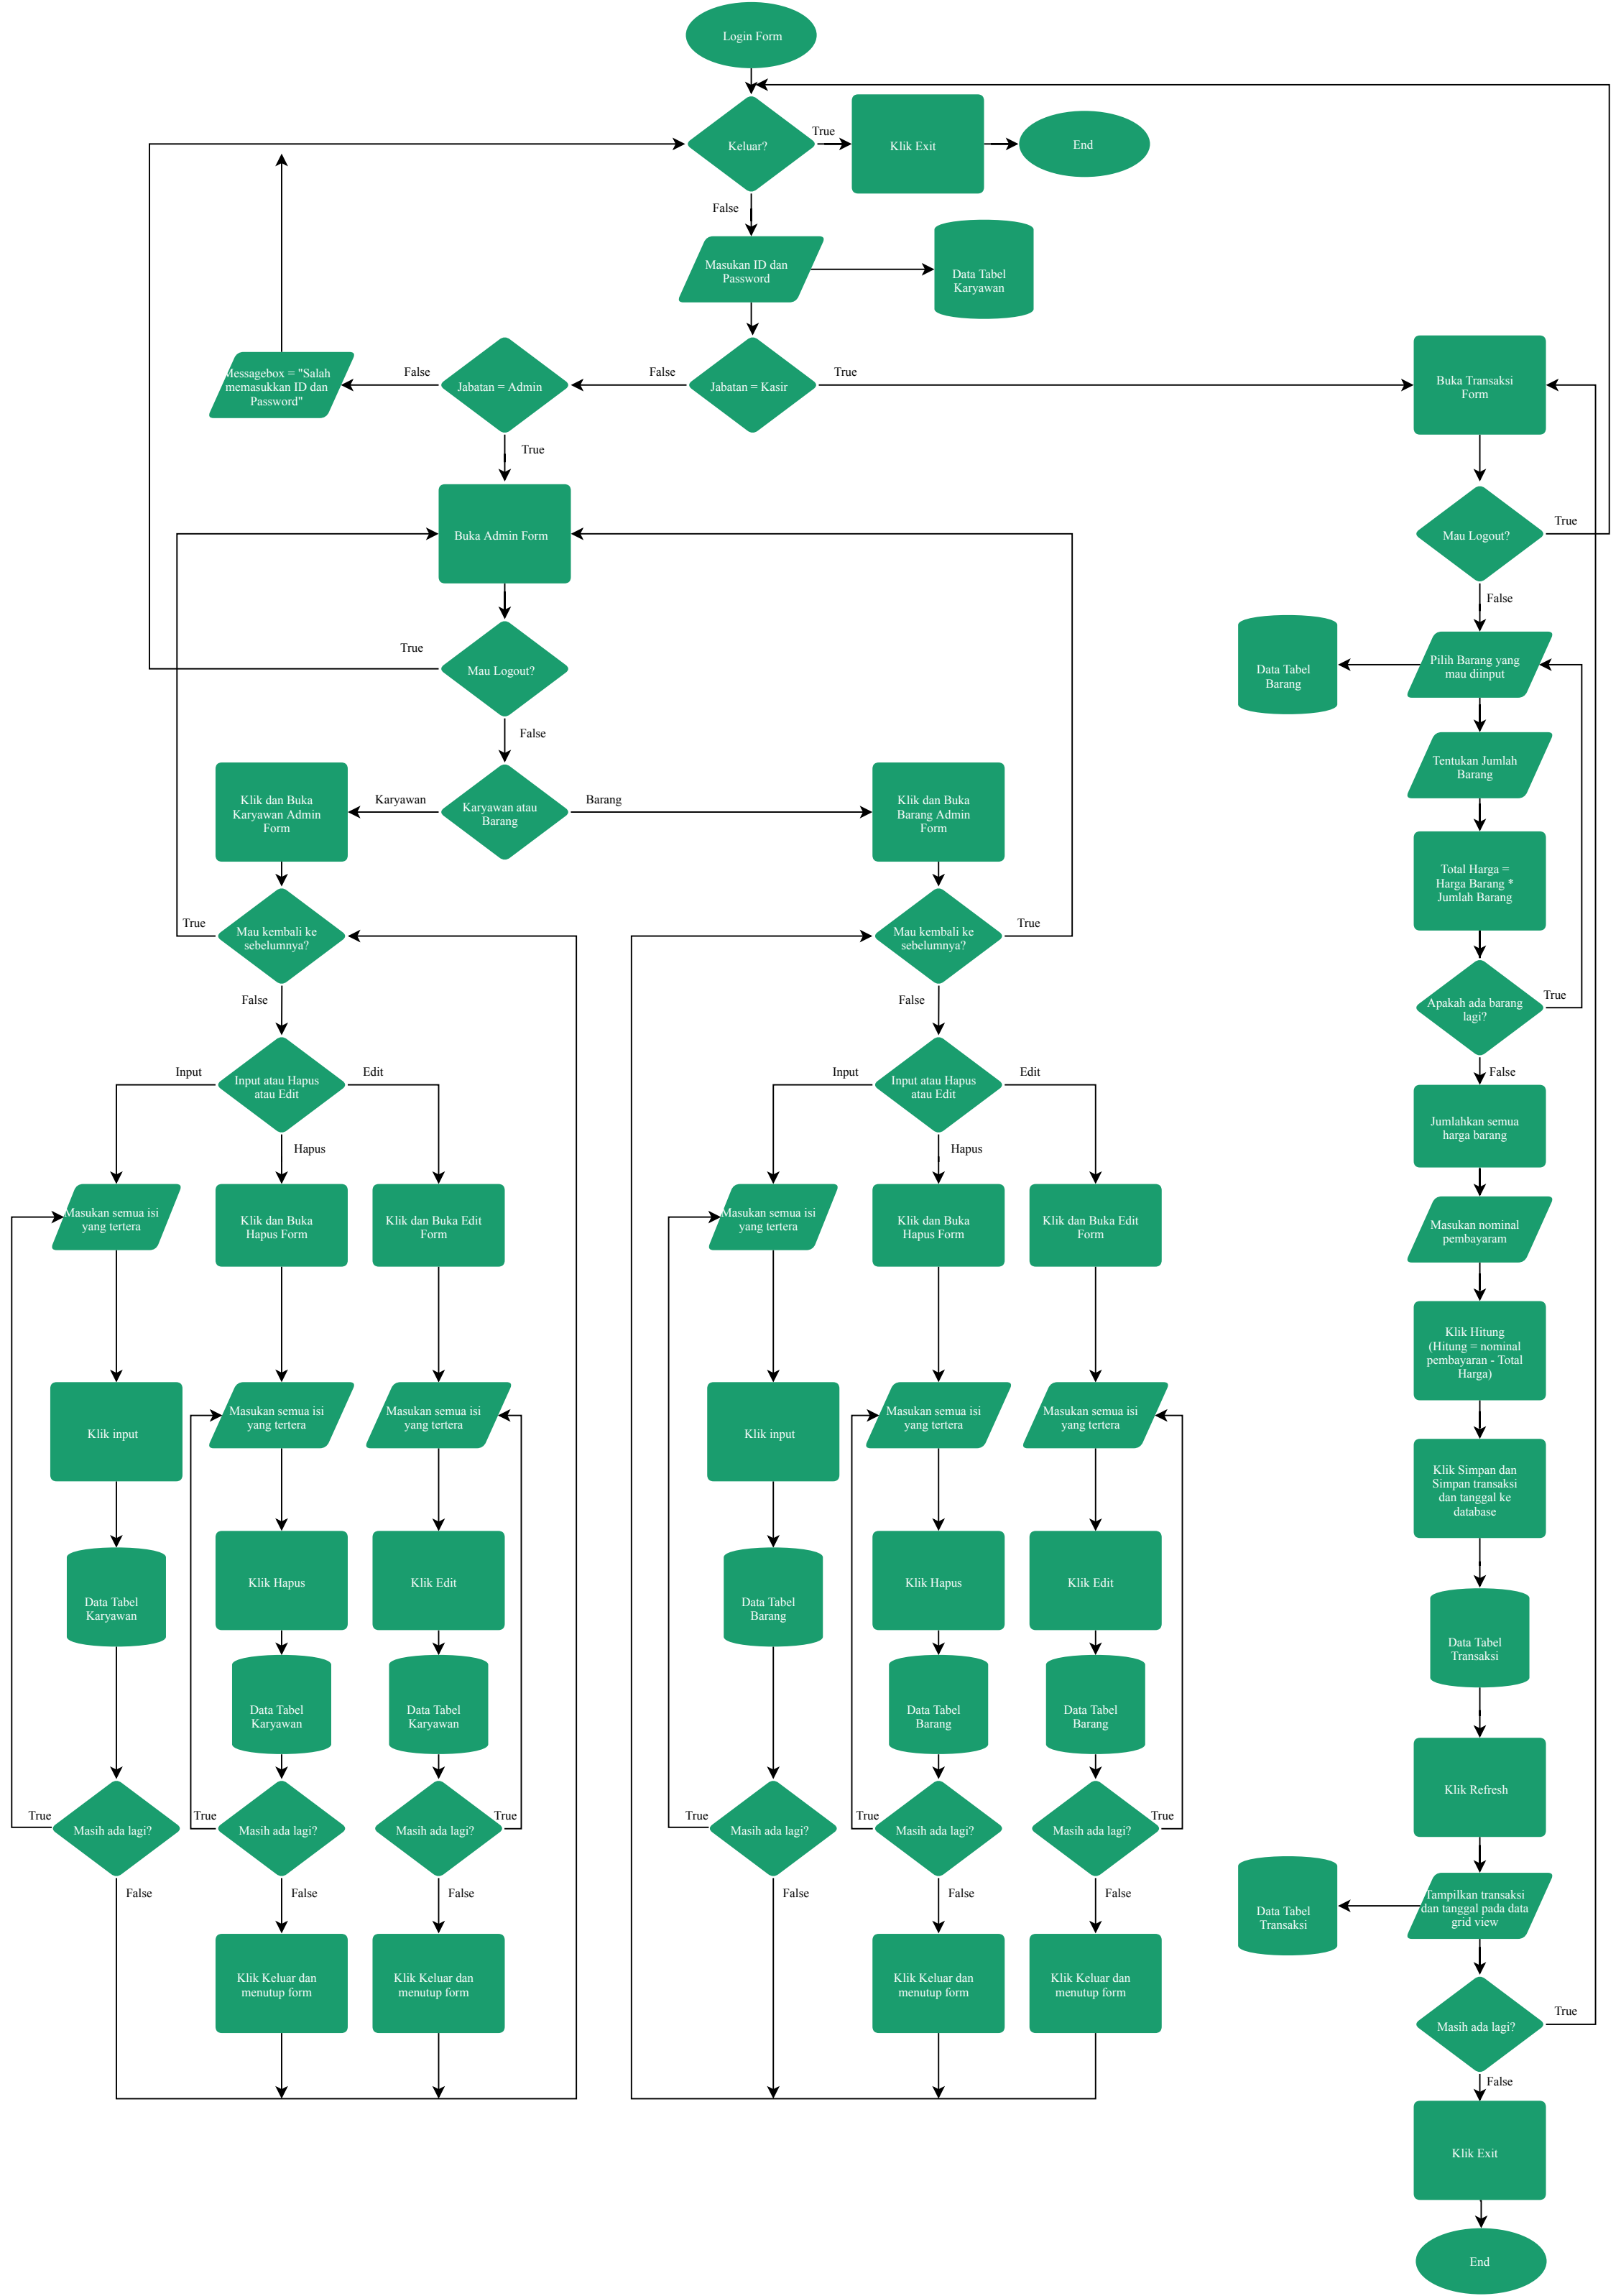 Login Form
Keluar?
True
Klik Exit
End
False
Masukan ID dan
Password
Data Tabel
Karyawan
Messagebox = "Salah
memasukkan ID dan
Password"
False
Jabatan = Admin
False
Jabatan = Kasir
True
Buka Transaksi
Form
True
Buka Admin Form
Mau Logout?
True
False
True
Mau Logout?
False
Data Tabel
Barang
Pilih Barang yang
mau diinput
Tentukan Jumlah
Barang
Klik dan Buka
Karyawan Admin
Form
Karyawan
Karyawan atau
Barang
Barang
Klik dan Buka
Barang Admin
Form
Total Harga =
Harga Barang *
Jumlah Barang
True
Mau kembali ke
sebelumnya?
False
Mau kembali ke
sebelumnya?
True
False
Apakah ada barang
lagi?
True
False
Input
Input atau Hapus
atau Edit
Edit
Hapus
Input
Input atau Hapus
atau Edit
Edit
Hapus
Jumlahkan semua
harga barang
Masukan semua isi
yang tertera
Klik dan Buka
Hapus Form
Klik dan Buka Edit
Form
Masukan semua isi
yang tertera
Klik dan Buka
Hapus Form
Klik dan Buka Edit
Form
Masukan nominal
pembayaram
Klik Hitung
(Hitung = nominal
pembayaran - Total
Harga)
Klik input
Masukan semua isi
yang tertera
Masukan semua isi
yang tertera
Klik input
Masukan semua isi
yang tertera
Masukan semua isi
yang tertera
Klik Simpan dan
Simpan transaksi
dan tanggal ke
database
Data Tabel
Karyawan
Klik Hapus
Klik Edit
Data Tabel
Barang
Klik Hapus
Klik Edit
Data Tabel
Transaksi
Data Tabel
Karyawan
Data Tabel
Karyawan
Data Tabel
Barang
Data Tabel
Barang
Klik Refresh
True
Masih ada lagi?
False
True
Masih ada lagi?
False
True
Masih ada lagi?
False
True
Masih ada lagi?
False
True
Masih ada lagi?
False
True
Masih ada lagi?
False
Data Tabel
Transaksi
Tampilkan transaksi
dan tanggal pada data
grid view
Klik Keluar dan
menutup form
Klik Keluar dan
menutup form
Klik Keluar dan
menutup form
Klik Keluar dan
menutup form
Masih ada lagi?
True
False
Klik Exit
End